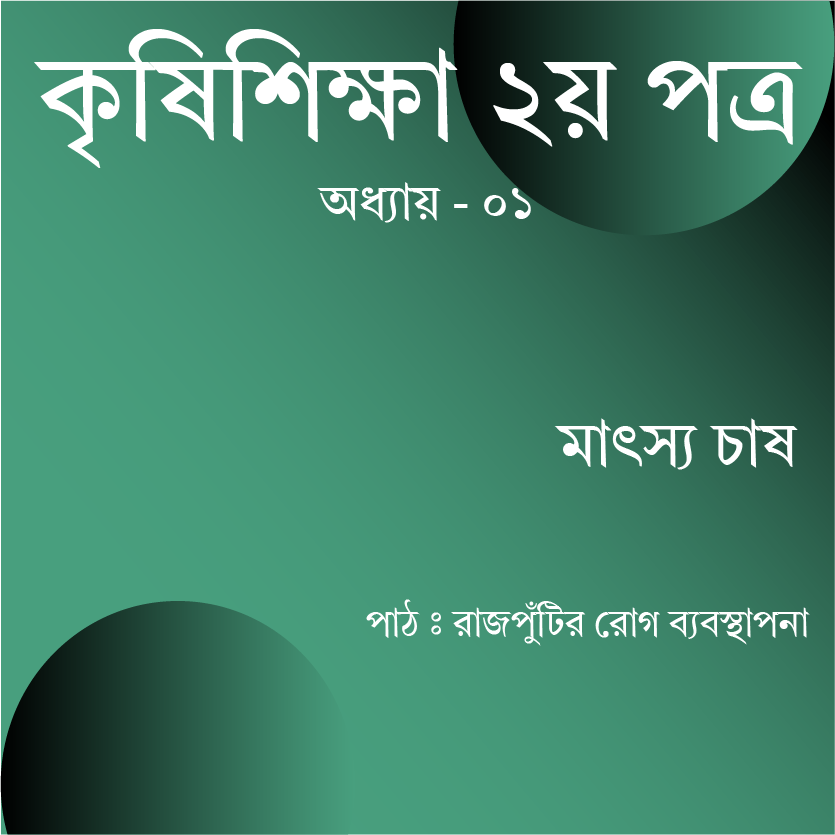 কৃষিশিক্ষা ২য় পত্র
অধ্যায় - ০১
মাৎস্য চাষ
পাঠ ঃ রাজপুঁটির রোগ ব্যবস্থাপনা